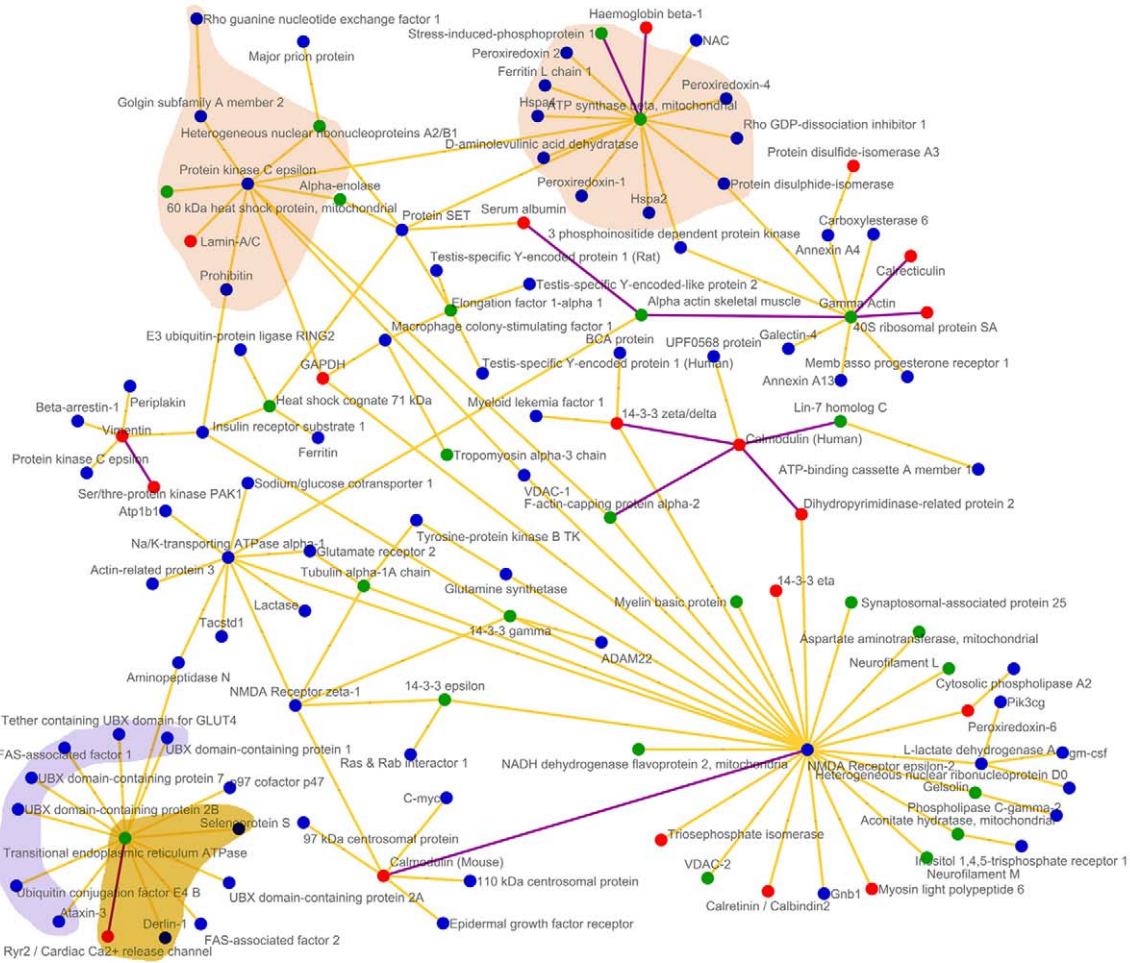 Rho guanine nucleotide exchange factor 1
Haemoglobin beta-1
Stress-induced-phosphoprotein 1
NAC
Major prion protein
Peroxiredoxin 2
Ferritin L chain 1
Peroxiredoxin-4
Golgin subfamily A member 2
Hspa4
ATP synthase beta, mitochondrial
Rho GDP-dissociation inhibitor 1
Heterogeneous nuclear ribonucleoproteins A2/B1
D-aminolevulinic acid dehydratase
Protein disulfide-isomerase A3
Protein kinase C epsilon
Alpha-enolase
Peroxiredoxin-1
Protein disulphide-isomerase
Hspa2
60 kDa heat shock protein, mitochondrial
Protein SET
Serum albumin
Carboxylesterase 6
3 phosphoinositide dependent protein kinase
Lamin-A/C
Annexin A4
Testis-specific Y-encoded protein 1 (Rat)
Calrecticulin
Prohibitin
Testis-specific Y-encoded-like protein 2
Elongation factor 1-alpha 1
Alpha actin skeletal muscle
Gamma Actin
40S ribosomal protein SA
E3 ubiquitin-protein ligase RING2
Macrophage colony-stimulating factor 1
BCA protein
UPF0568 protein
Galectin-4
GAPDH
Testis-specific Y-encoded protein 1 (Human)
Memb asso progesterone receptor 1
Annexin A13
Periplakin
Beta-arrestin-1
Heat shock cognate 71 kDa
Myeloid lekemia factor 1
14-3-3 zeta/delta
Lin-7 homolog C
Vimentin
Insulin receptor substrate 1
Calmodulin (Human)
Ferritin
Protein kinase C epsilon
Tropomyosin alpha-3 chain
ATP-binding cassette A member 1
Ser/thre-protein kinase PAK1
Sodium/glucose cotransporter 1
VDAC-1
F-actin-capping protein alpha-2
Dihydropyrimidinase-related protein 2
Atp1b1
Na/K-transporting ATPase alpha-1
Tyrosine-protein kinase B TK
Glutamate receptor 2
Actin-related protein 3
Tubulin alpha-1A chain
Glutamine synthetase
14-3-3 eta
Lactase
Myelin basic protein
Synaptosomal-associated protein 25
Tacstd1
14-3-3 gamma
Aspartate aminotransferase, mitochondrial
ADAM22
Neurofilament L
Aminopeptidase N
Cytosolic phospholipase A2
NMDA Receptor zeta-1
14-3-3 epsilon
Pik3cg
Tether containing UBX domain for GLUT4
Peroxiredoxin-6
FAS-associated factor 1
UBX domain-containing protein 1
Ras & Rab interactor 1
L-lactate dehydrogenase A
gm-csf
NADH dehydrogenase flavoprotein 2, mitochondria
NMDA Receptor epsilon-2
UBX domain-containing protein 7
p97 cofactor p47
Heterogeneous nuclear ribonucleoprotein D0
Gelsolin
C-myc
UBX domain-containing protein 2B
Phospholipase C-gamma-2
Selenoprotein S
Aconitate hydratase, mitochondrial
97 kDa centrosomal protein
Triosephosphate isomerase
Transitional endoplasmic reticulum ATPase
Calmodulin (Mouse)
VDAC-2
Inositol 1,4,5-trisphosphate receptor 1
Neurofilament M
110 kDa centrosomal protein
Ubiquitin conjugation factor E4 B
UBX domain-containing protein 2A
Gnb1
Myosin light polypeptide 6
Calretinin / Calbindin2
Ataxin-3
Derlin-1
Epidermal growth factor receptor
FAS-associated factor 2
Ryr2 / Cardiac Ca2+ release channel